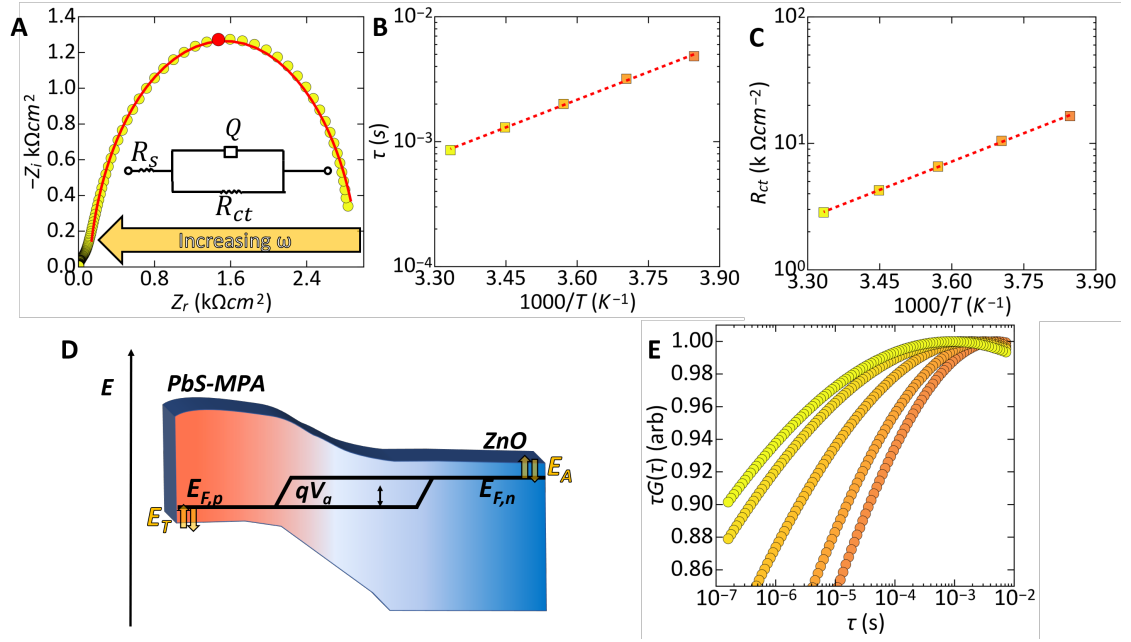 A
−Zᵢ kΩcm²
1.4
1.2
1.0
0.8
0.6
0.4
0.2
0.0
0.0 0.8 1.6 2.4
Zᵣ (kΩcm²)
Q
Rₛ
R_ct
Increasing ω
B
τ (s)
10⁻²
10⁻³
10⁻⁴
3.30 3.45 3.60 3.75 3.90
1000/T (K⁻¹)
C
R_ct (k Ωcm⁻²)
10²
10¹
10⁰
3.30 3.45 3.60 3.75 3.90
1000/T (K⁻¹)
D
E
PbS-MPA
ZnO
E_A
E_F,p
qVₐ
E_F,n
E_T
E
τG(τ) (arb)
1.00
0.98
0.96
0.94
0.92
0.90
0.88
0.86
10⁻⁷ 10⁻⁶ 10⁻⁵ 10⁻⁴ 10⁻³ 10⁻²
τ (s)